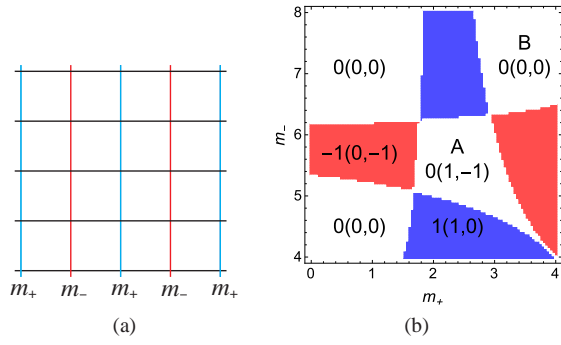 m₊ m₋ m₊ m₋ m₊
(a)
8
7
6
5
4
m₋
0(0,0)
B
0(0,0)
−1(0,−1)
A
0(1,−1)
0(0,0)
1(1,0)
0 1 2 3 4
m₊
(b)